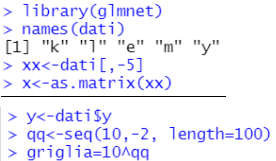 > library(glmnet)
> names(dati)
[1] "k" "l" "e" "m" "y"
> xx<-dati[,-5]
> x<-as.matrix(xx)
> y<-dati$y
> qq<-seq(10,-2, length=100)
> griglia=10^qq